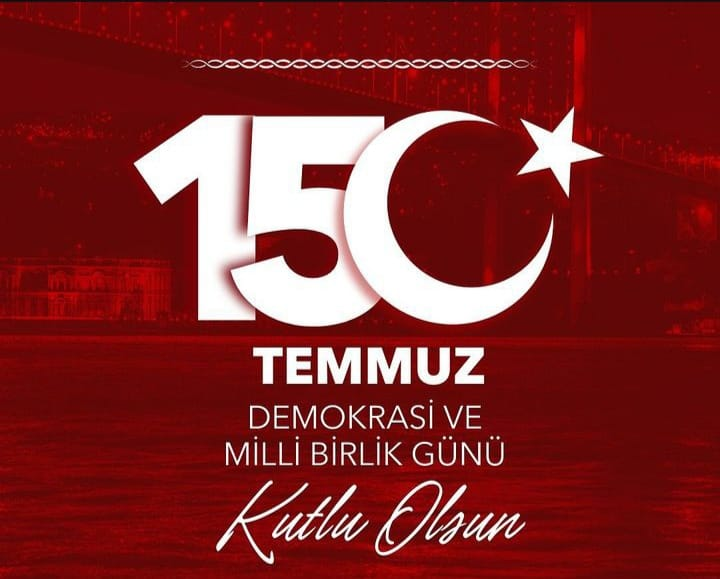 15
TEMMUZ
DEMOKRASİ VE
MİLLİ BİRLİK GÜNÜ
Kutlu Olsun